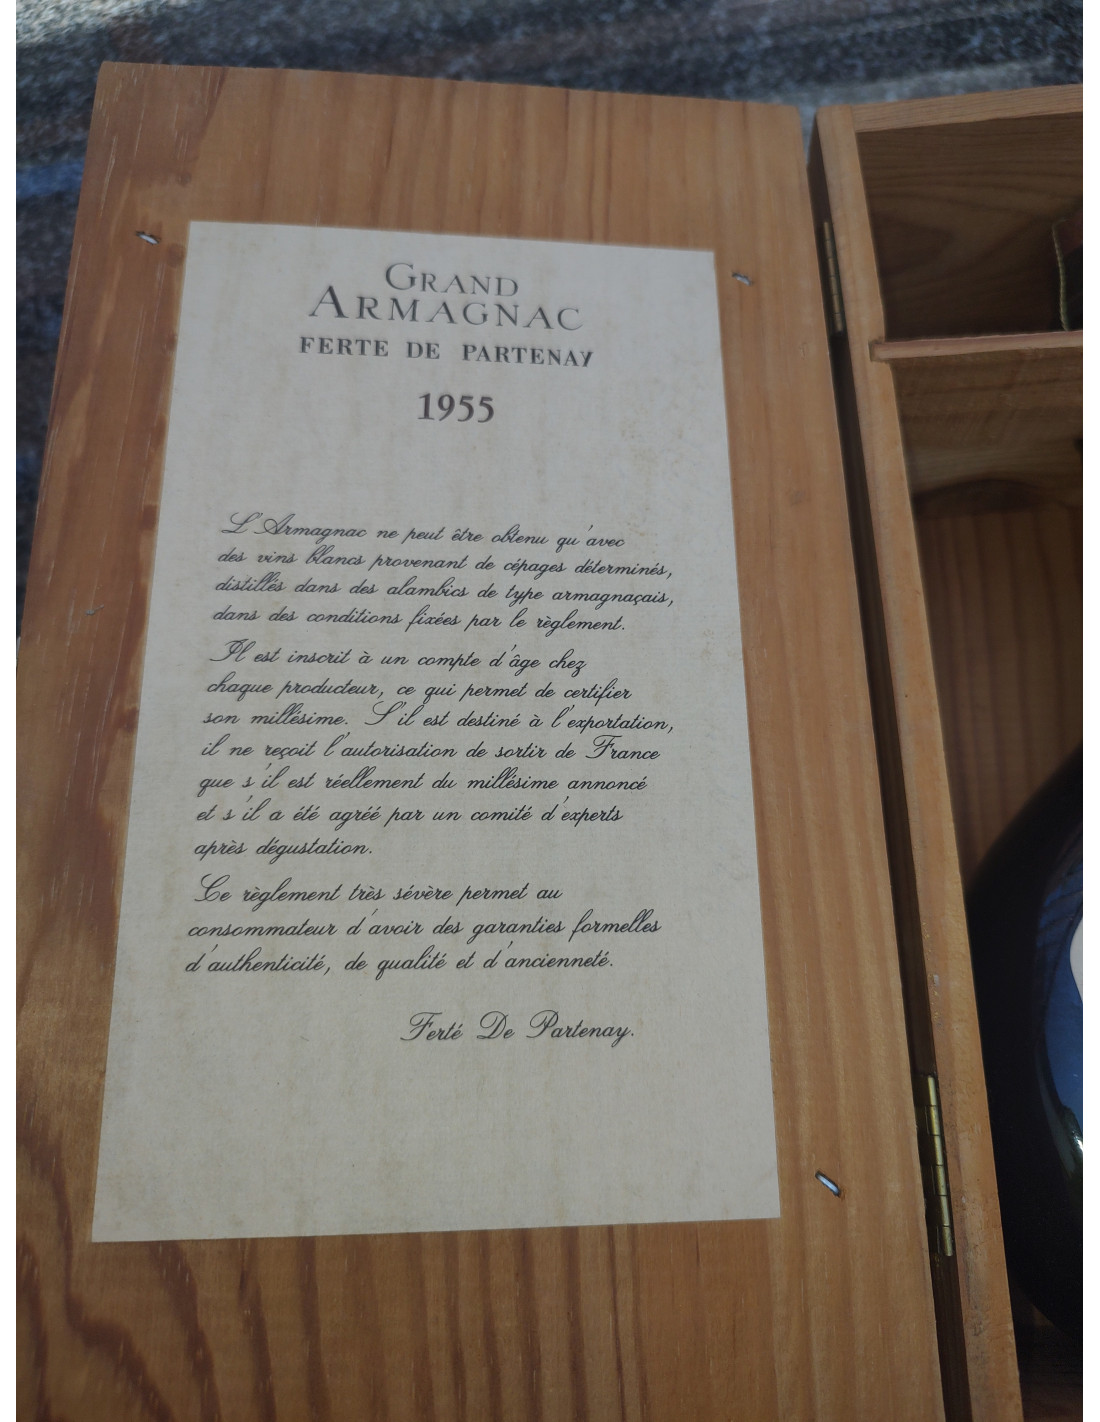 GRAND
ARMAGNAC
FERTE DE PARTENAY
1955
L'Armagnac ne peut être obtenu qu'avec
des vins blancs provenant de cépages déterminés,
distillés dans des alambics de type armagnaçais,
dans des conditions fixées par le règlement.
Il est inscrit à un compte d'âge chez
chaque producteur, ce qui permet de certifier
son millésime. S'il est destiné à l'exportation,
il ne reçoit l'autorisation de sortir de France
que s'il est réellement du millésime annoncé
et s'il a été agréé par un comité d'experts
après dégustation.
Ce règlement très sévère permet au
consommateur d'avoir des garanties formelles
d'authenticité, de qualité et d'ancienneté.
Ferté De Partenay.